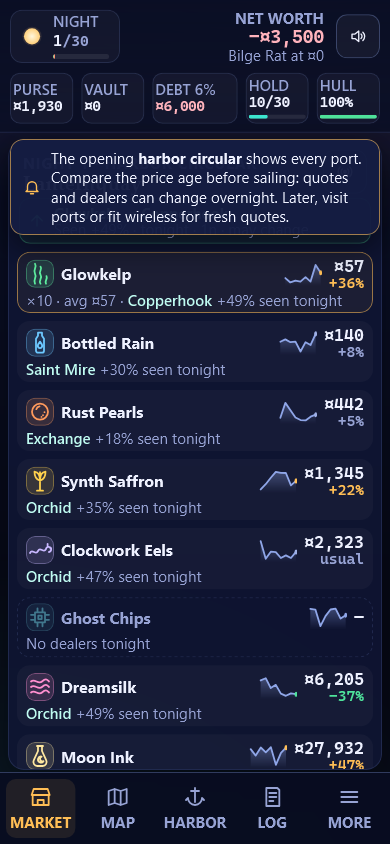 NIGHT
1/30
NET WORTH
−¤3,500
Bilge Rat at ¤0
PURSE
¤1,930
VAULT
¤0
DEBT 6%
¤6,000
HOLD
10/30
HULL
100%
The opening harbor circular shows every port.
Compare the price age before sailing: quotes
and dealers can change overnight. Later, visit
ports or fit wireless for fresh quotes.
Glowkelp
¤57
+36%
×10 · avg ¤57 · Copperhook +49% seen tonight
Bottled Rain
¤140
+8%
Saint Mire +30% seen tonight
Rust Pearls
¤442
+5%
Exchange +18% seen tonight
Synth Saffron
¤1,345
+22%
Orchid +35% seen tonight
Clockwork Eels
¤2,323
usual
Orchid +47% seen tonight
Ghost Chips
—
No dealers tonight
Dreamsilk
¤6,205
−37%
Orchid +49% seen tonight
Moon Ink
¤27,932
+47%
MARKET
MAP
HARBOR
LOG
MORE